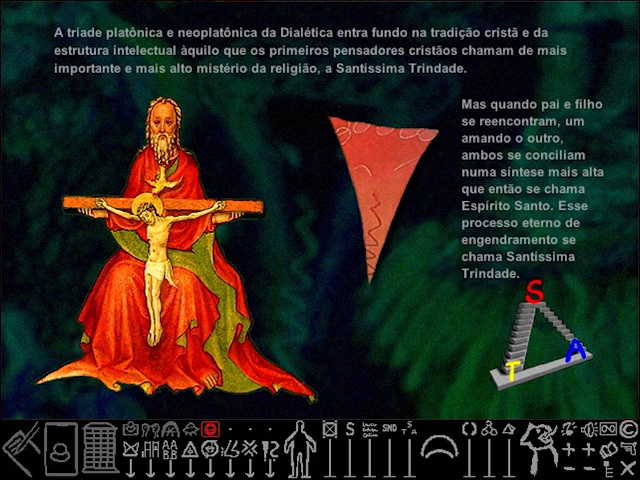 A tríade platônica e neoplatônica da Dialética entra fundo na tradição cristã e da
estrutura intelectual àquilo que os primeiros pensadores cristãos chamam de mais
importante e mais alto mistério da religião, a Santíssima Trindade.
Mas quando pai e filho
se reencontram, um
amando o outro,
ambos se conciliam
numa síntese mais alta
que então se chama
Espírito Santo. Esse
processo eterno de
engendramento se
chama Santíssima
Trindade.
S
T A
S SND S
T A